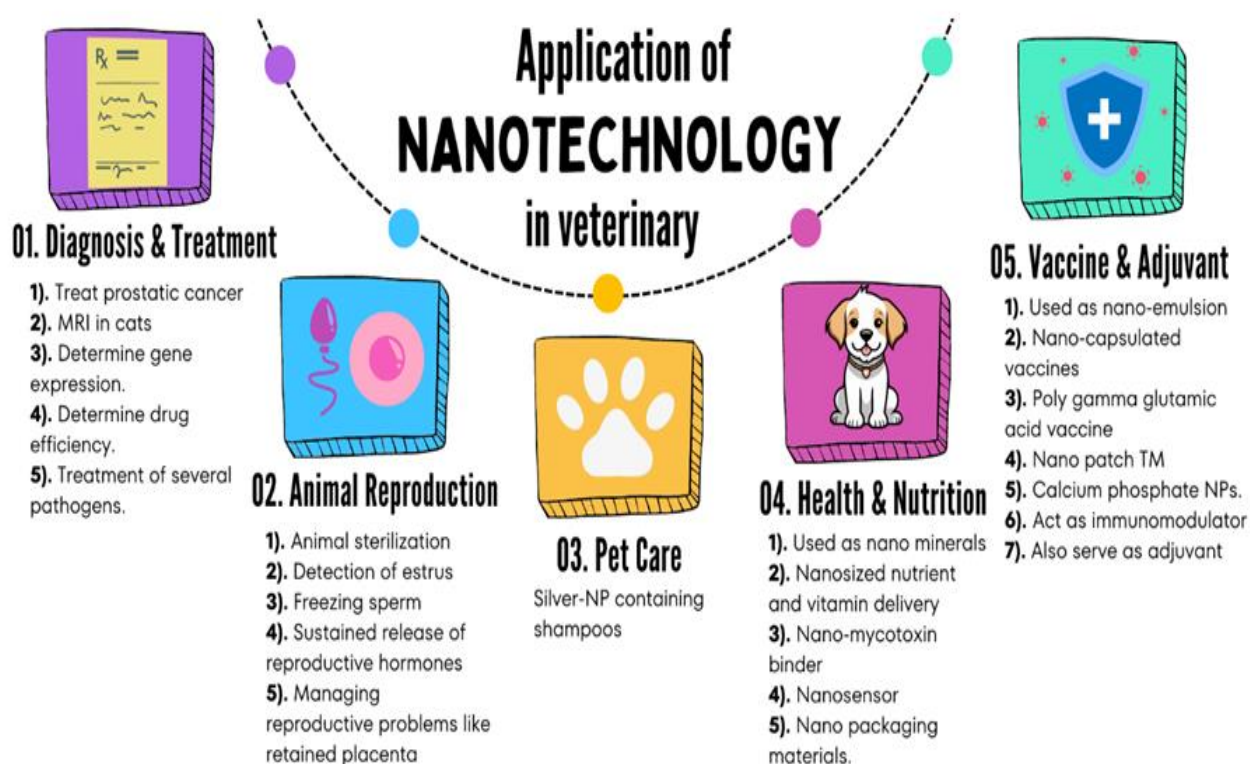 Application of
NANOTECHNOLOGY
in veterinary
Rx
01. Diagnosis & Treatment
1). Treat prostatic cancer
2). MRI in cats
3). Determine gene
expression.
4). Determine drug
efficiency.
5). Treatment of several
pathogens.
02. Animal Reproduction
1). Animal sterilization
2). Detection of estrus
3). Freezing sperm
4). Sustained release of
reproductive hormones
5). Managing
reproductive problems like
retained placenta
03. Pet Care
Silver-NP containing
shampoos
04. Health & Nutrition
1). Used as nano minerals
2). Nanosized nutrient
and vitamin delivery
3). Nano-mycotoxin
binder
4). Nanosensor
5). Nano packaging
materials.
05. Vaccine & Adjuvant
1). Used as nano-emulsion
2). Nano-capsulated
vaccines
3). Poly gamma glutamic
acid vaccine
4). Nano patch TM
5). Calcium phosphate NPs.
6). Act as immunomodulator
7). Also serve as adjuvant